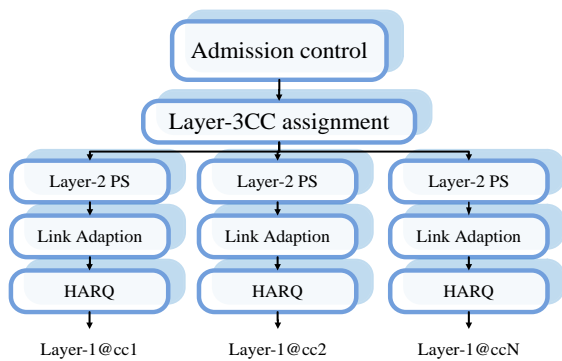 Admission control
Layer-3CC assignment
Layer-2 PS
Layer-2 PS
Layer-2 PS
Link Adaption
Link Adaption
Link Adaption
HARQ
HARQ
HARQ
Layer-1@cc1
Layer-1@cc2
Layer-1@ccN